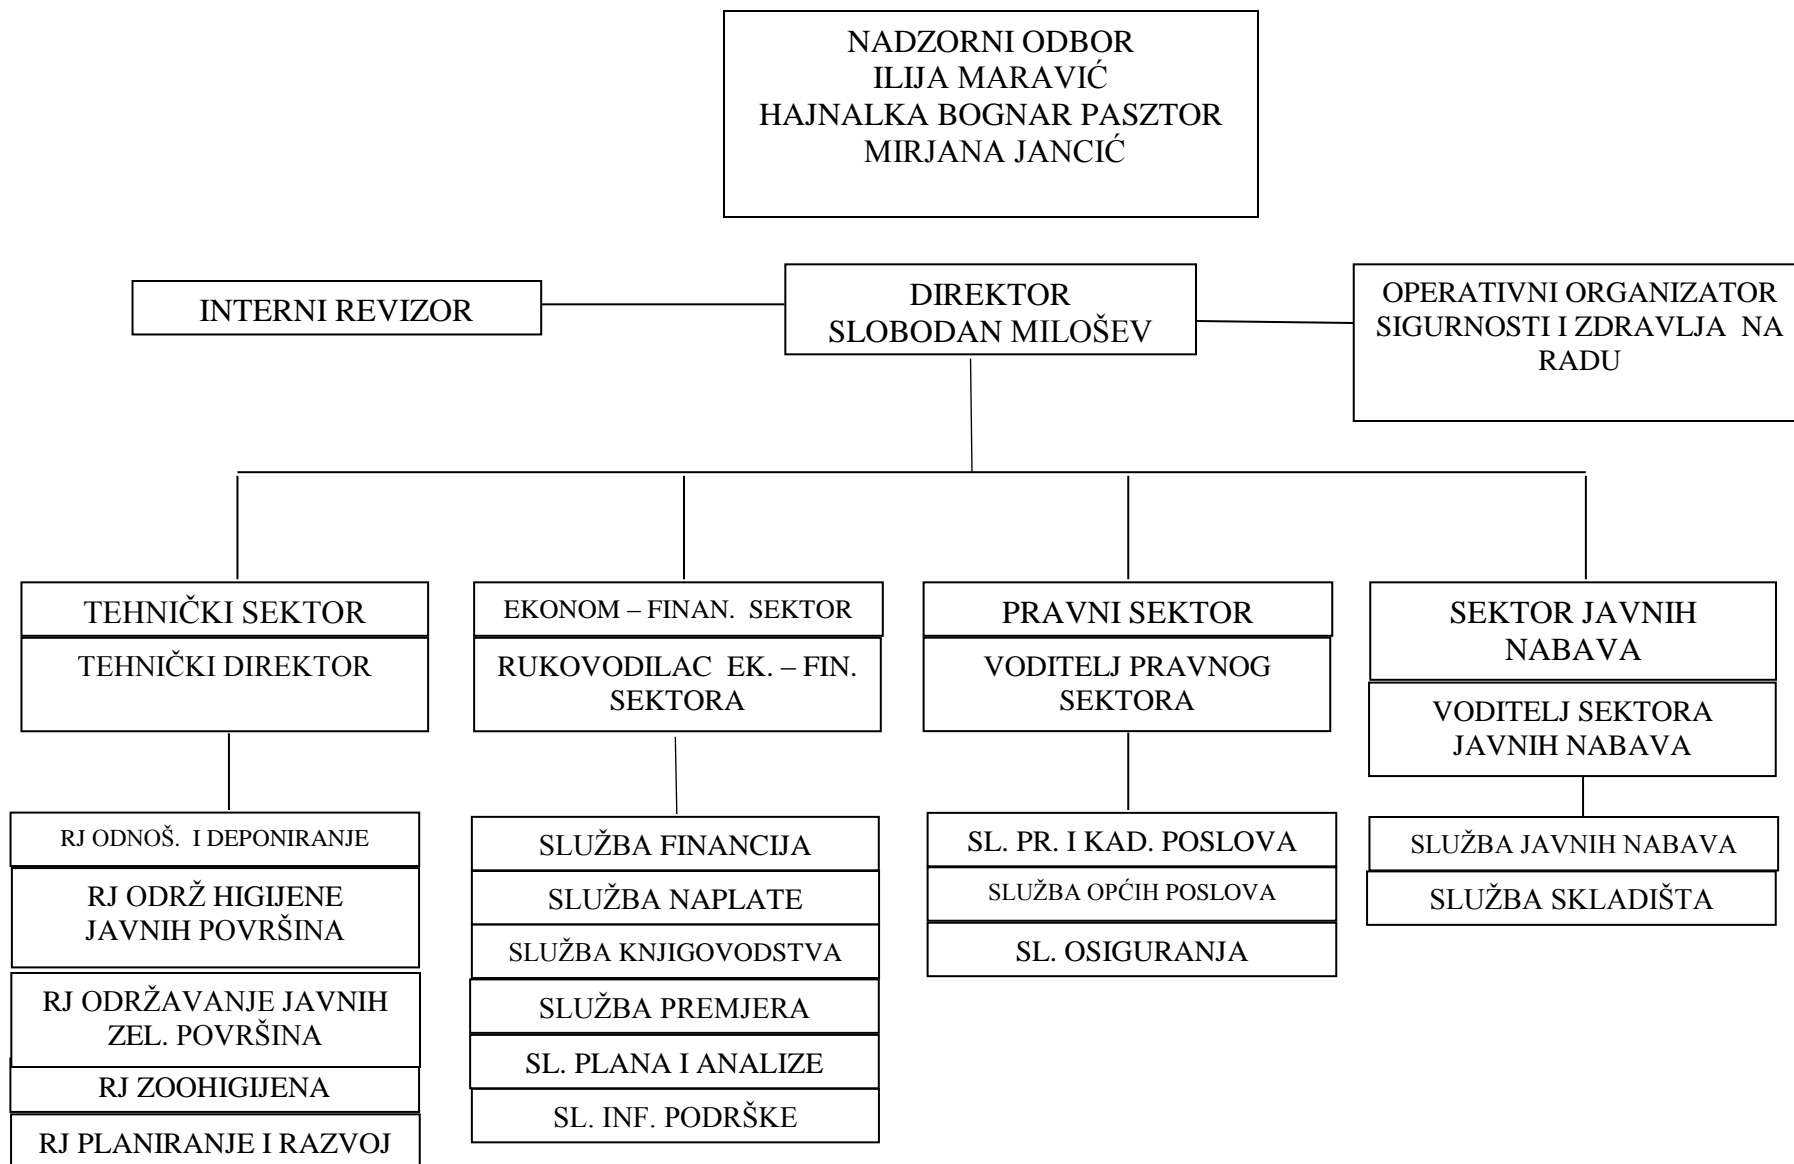 NADZORNI ODBOR
ILIJA MARAVIĆ
HAJNALKA BOGNAR PASZTOR
MIRJANA JANCIĆ
INTERNI REVIZOR
DIREKTOR
SLOBODAN MILOŠEV
OPERATIVNI ORGANIZATOR
SIGURNOSTI I ZDRAVLJA NA
RADU
TEHNIČKI SEKTOR
TEHNIČKI DIREKTOR
EKONOM – FINAN. SEKTOR
RUKOVODILAC EK. – FIN.
SEKTORA
PRAVNI SEKTOR
VODITELJ PRAVNOG
SEKTORA
SEKTOR JAVNIH
NABAVA
VODITELJ SEKTORA
JAVNIH NABAVA
RJ ODNOŠ. I DEPONIRANJE
RJ ODRŽ HIGIJENE
JAVNIH POVRŠINA
RJ ODRŽAVANJE JAVNIH
ZEL. POVRŠINA
RJ ZOOHIGIJENA
RJ PLANIRANJE I RAZVOJ
SLUŽBA FINANCIJA
SLUŽBA NAPLATE
SLUŽBA KNJIGOVODSTVA
SLUŽBA PREMJERA
SL. PLANA I ANALIZE
SL. INF. PODRŠKE
SL. PR. I KAD. POSLOVA
SLUŽBA OPĆIH POSLOVA
SL. OSIGURANJA
SLUŽBA JAVNIH NABAVA
SLUŽBA SKLADIŠTA